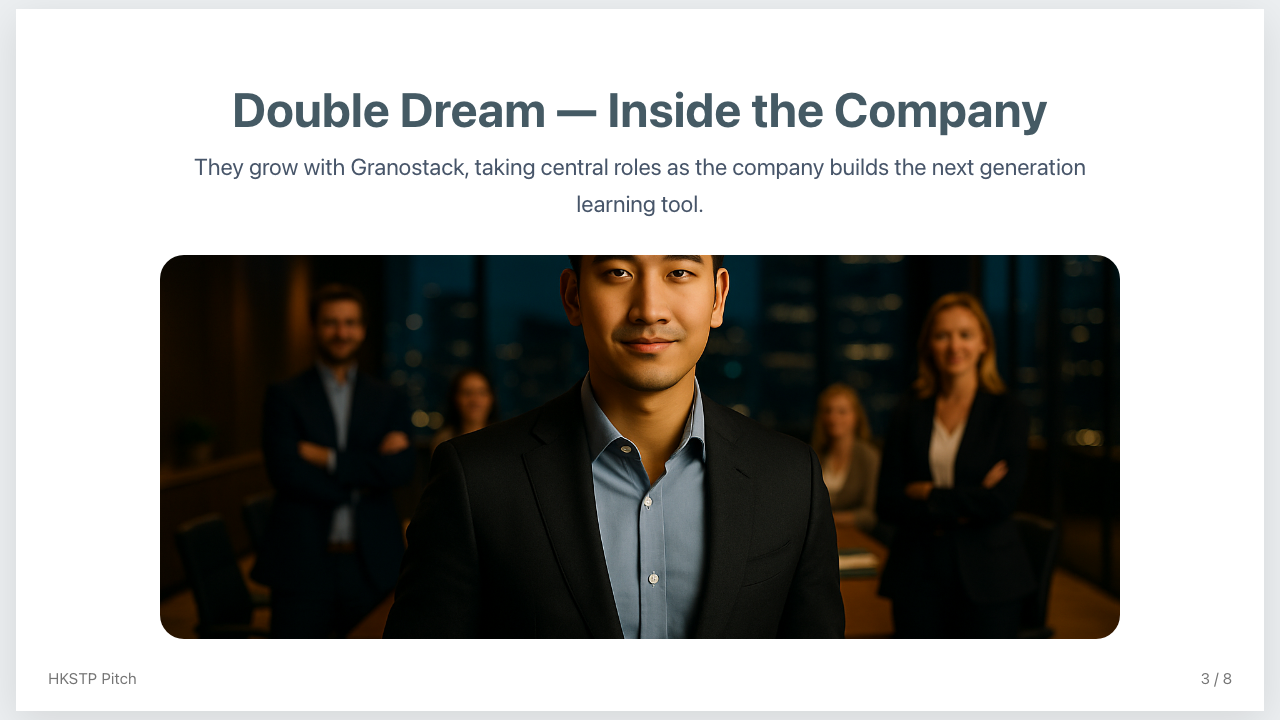 Double Dream — Inside the Company
They grow with Granostack, taking central roles as the company builds the next generation
learning tool.
HKSTP Pitch
3 / 8